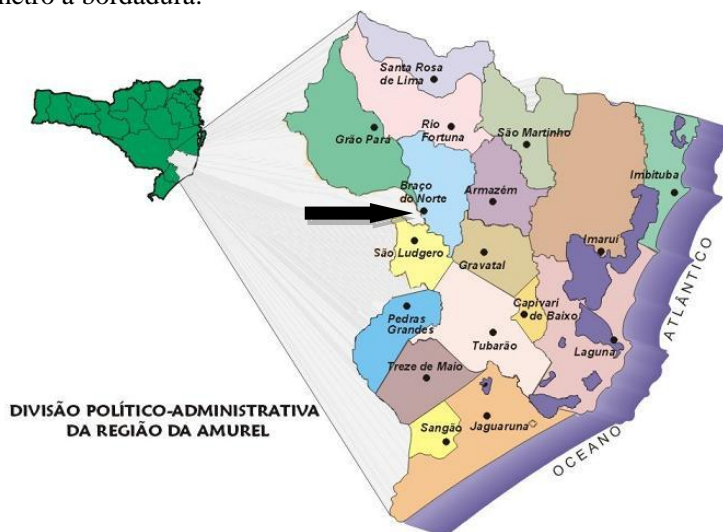 metro à bordadura.
Santa Rosa
de Lima
Grão Pará
Rio
Fortuna
São Martinho
Imbituba
Braço
do Norte
Armazém
São Ludgero
Gravatal
Imaruí
Pedras
Grandes
Capivari
de Baixo
Tubarão
Laguna
Treze de Maio
Sangão
Jaguaruna
DIVISÃO POLÍTICO-ADMINISTRATIVA
DA REGIÃO DA AMUREL
OCEANO
ATLÂNTICO